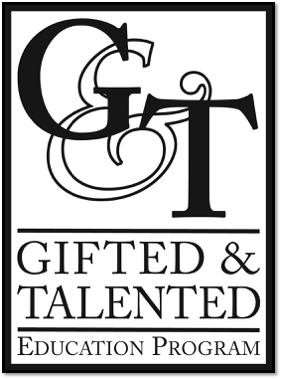 G&T
GIFTED &
TALENTED
EDUCATION PROGRAM